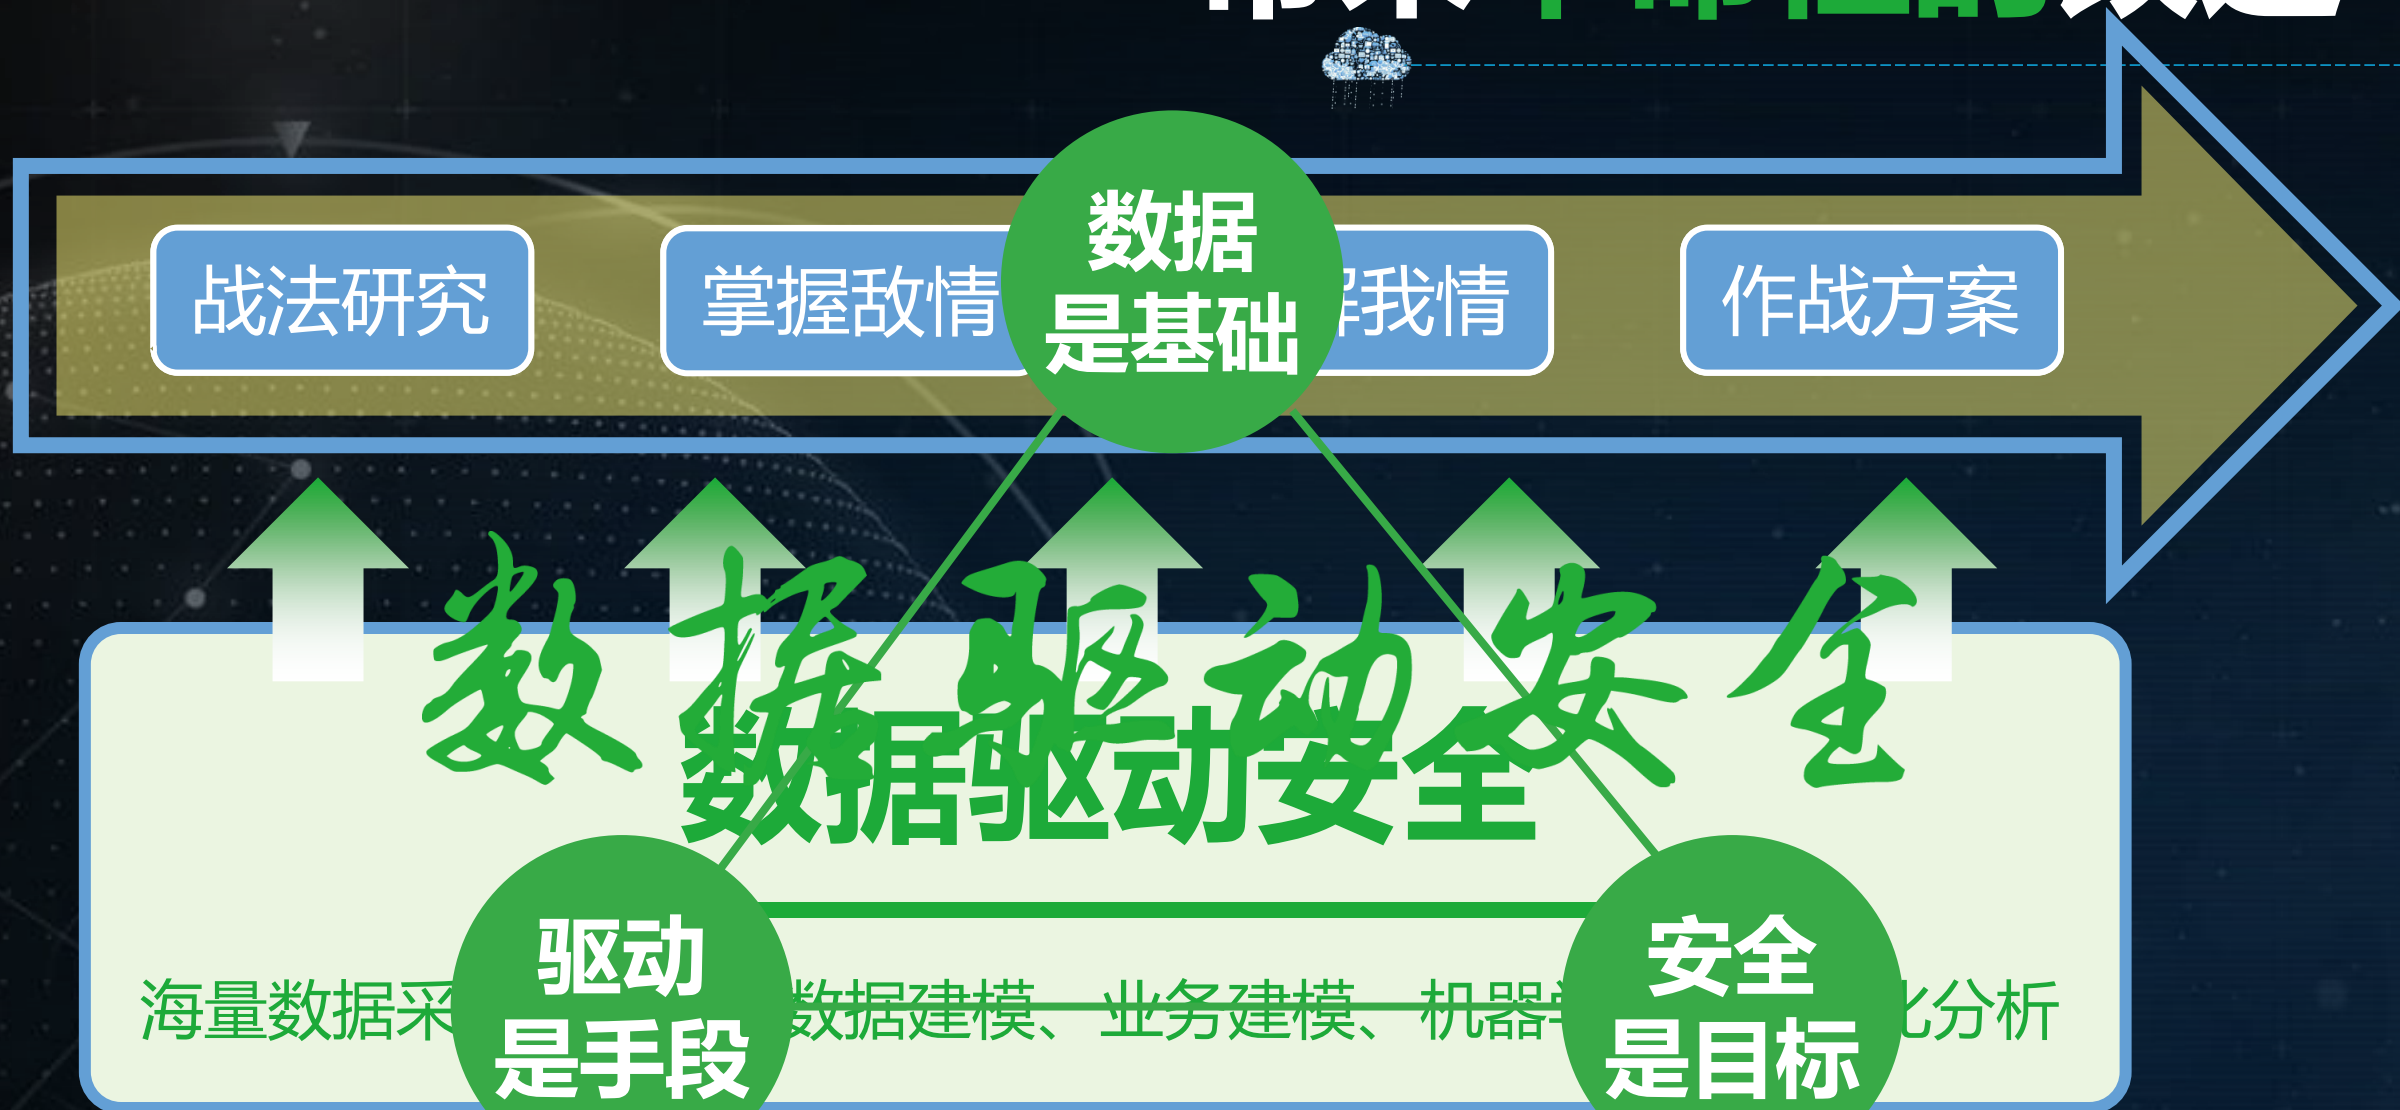 战法研究
掌握敌情
我情
作战方案
数据
是基础
数据驱动安全
数据驱动安全
驱动
是手段
安全
是目标
海量数据采 数据建模、业务建模、机器 分析